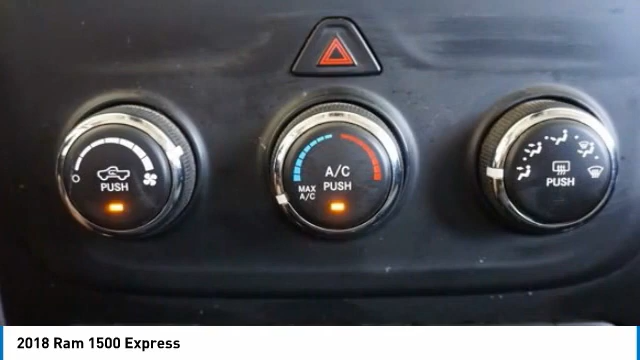 PUSH
A/C
PUSH
MAX
A/C
PUSH
2018 Ram 1500 Express